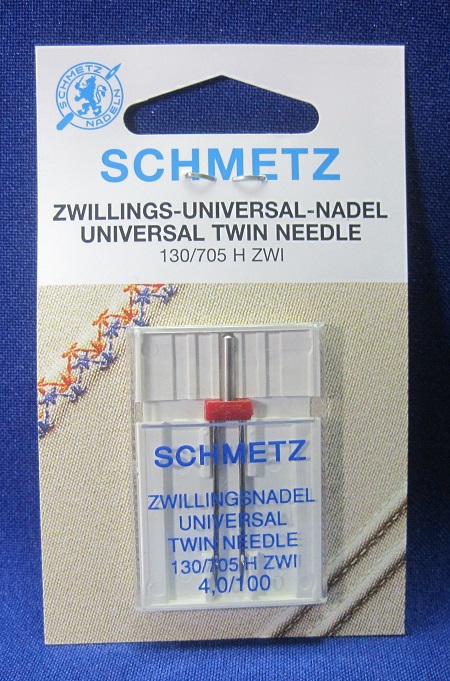 SCHMETZ
NADELN
SCHMETZ
ZWILLINGS-UNIVERSAL-NADEL
UNIVERSAL TWIN NEEDLE
130/705 H ZWI
SCHMETZ
ZWILLINGSNADEL
UNIVERSAL
TWIN NEEDLE
130/705 H ZWI
4,0/100